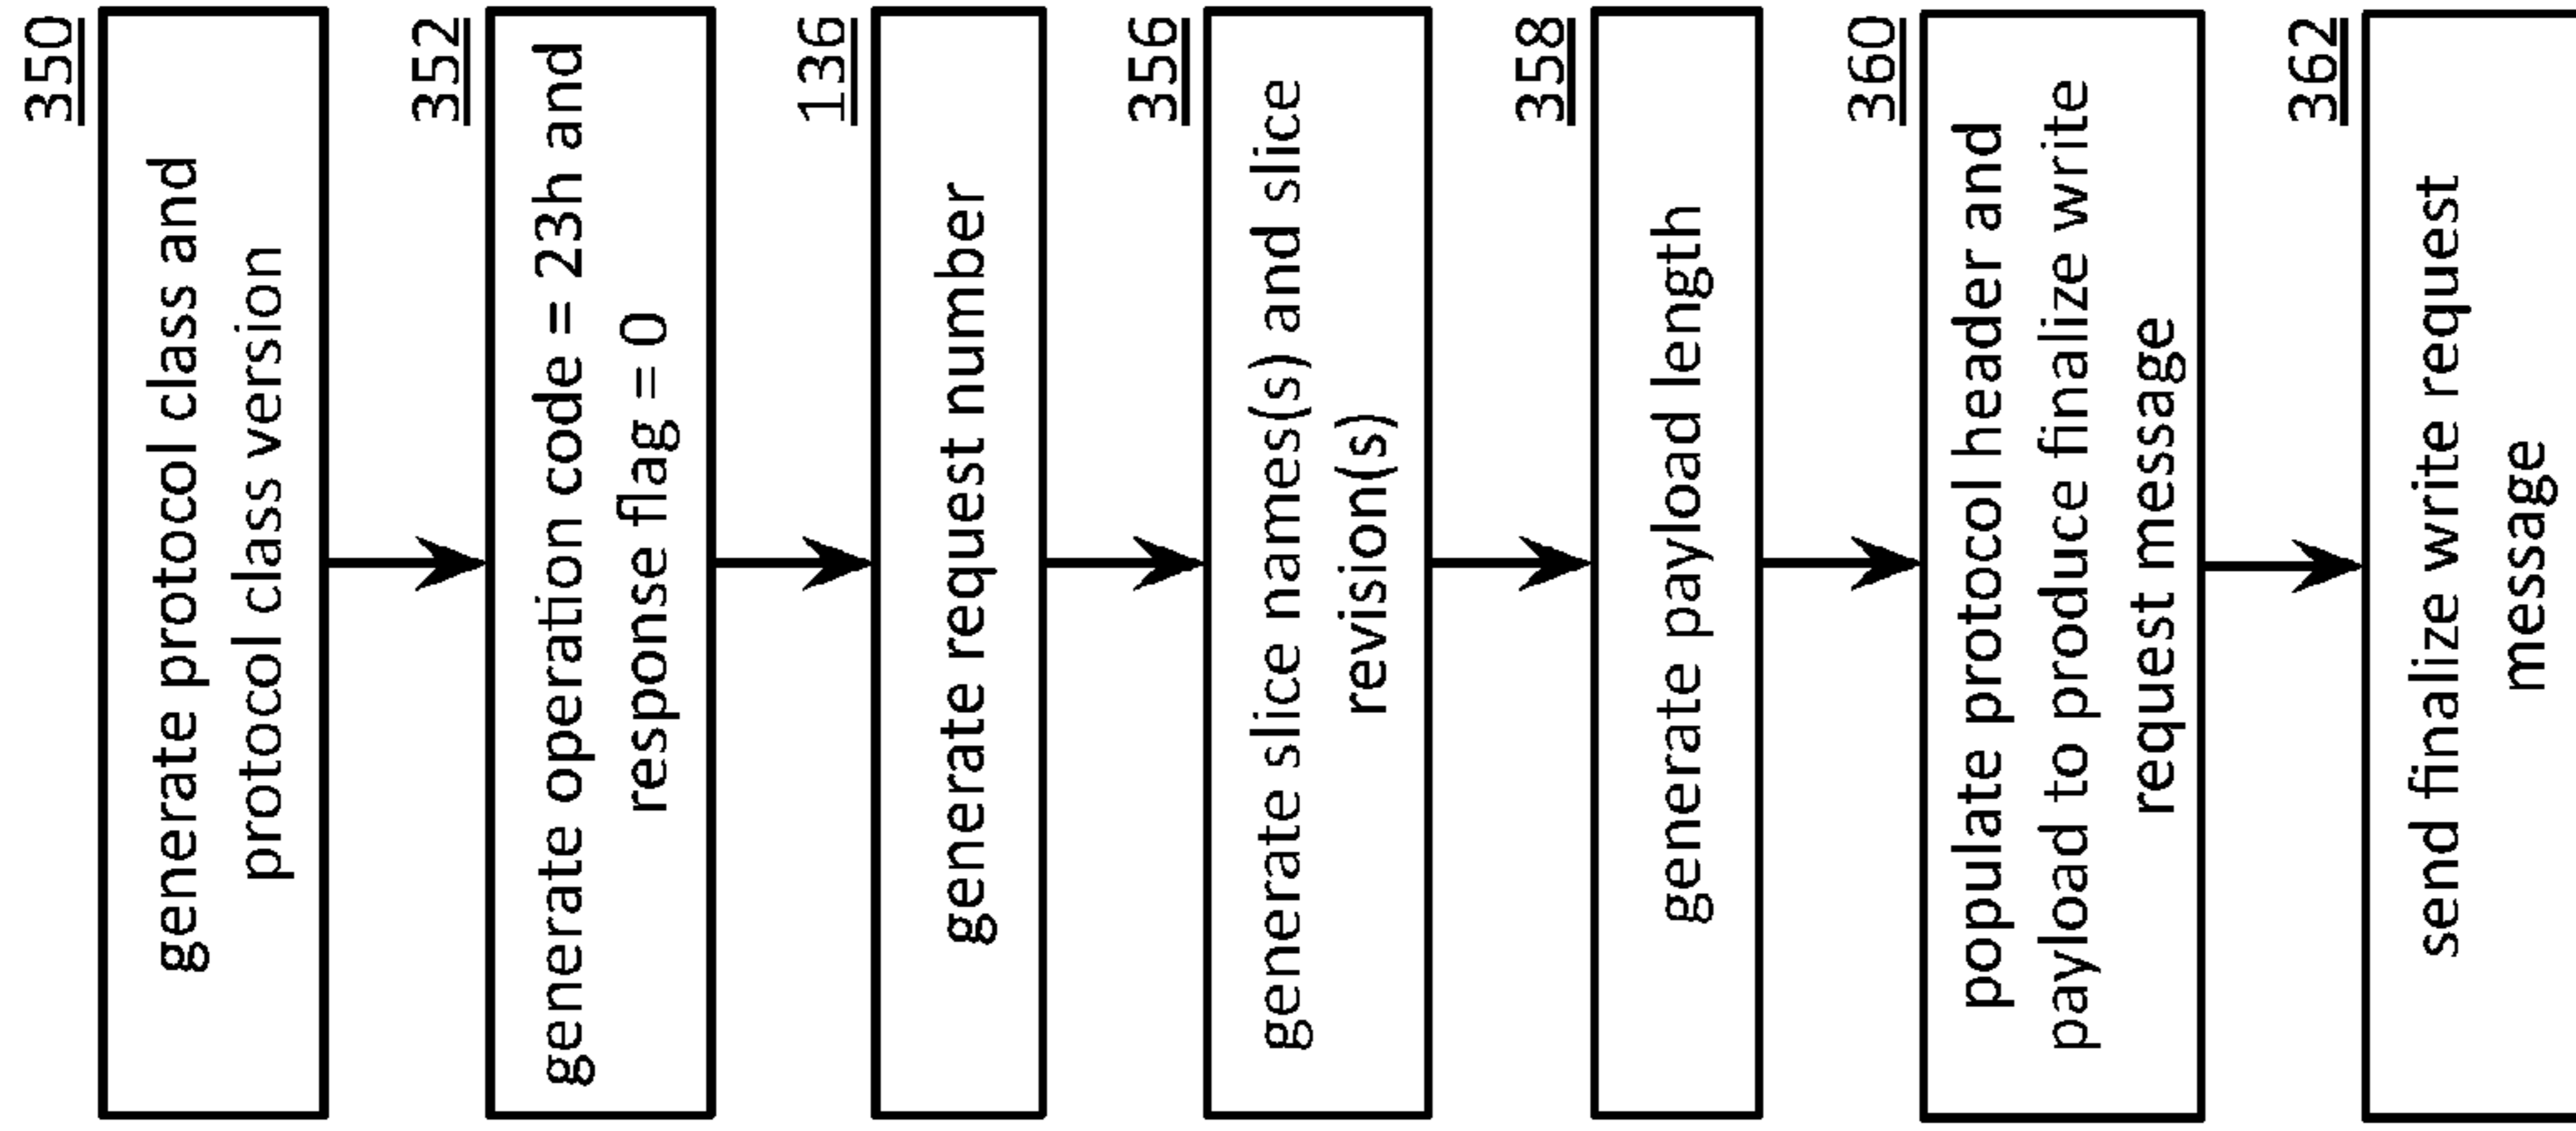 350
generate protocol class and
protocol class version
352
generate operation code = 23h and
response flag = 0
136
generate request number
356
generate slice names(s) and slice
revision(s)
358
generate payload length
360
populate protocol header and
payload to produce finalize write
request message
362
send finalize write request
message